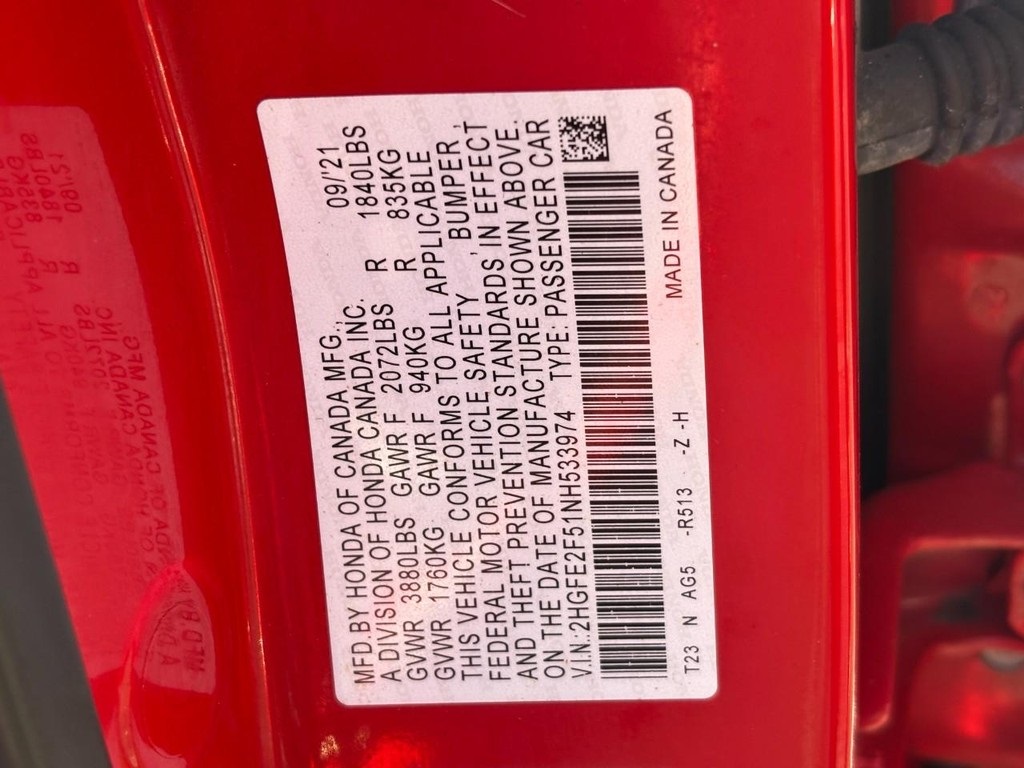 MFD.BY HONDA OF CANADA MFG., 09/'21
A DIVISION OF HONDA CANADA INC.
GVWR 3880LBS GAWR F 2072LBS R 1840LBS
GVWR 1760KG GAWR F 940KG R 835KG
THIS VEHICLE CONFORMS TO ALL APPLICABLE
FEDERAL MOTOR VEHICLE SAFETY , BUMPER ,
AND THEFT PREVENTION STANDARDS, IN EFFECT
ON THE DATE OF MANUFACTURE SHOWN ABOVE.
V.I.N.:2HGFE2F51NH533974 TYPE: PASSENGER CAR
T23 N AG5 -R513 -Z -H
MADE IN CANADA